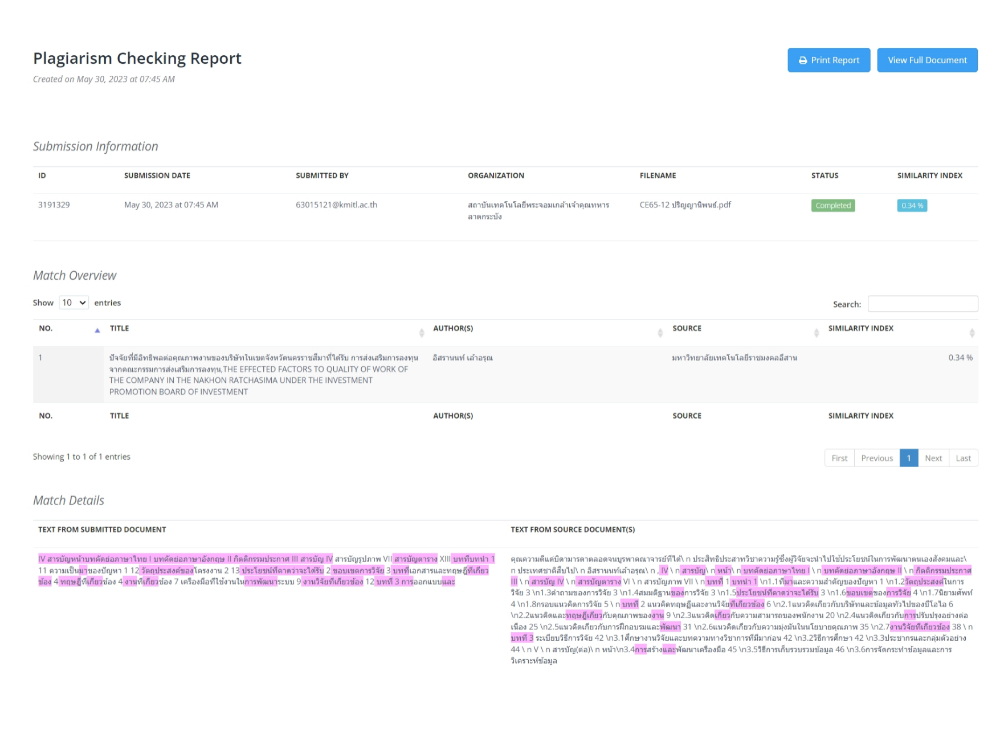 Plagiarism Checking Report
Print Report
View Full Document
Created on May 30, 2023 at 07:45 AM
Submission Information
ID SUBMISSION DATE SUBMITTED BY ORGANIZATION FILENAME STATUS SIMILARITY INDEX
3191329 May 30, 2023 at 07:45 AM 63015121@kmitl.ac.th สถาบันเทคโนโลยีพระจอมเกล้าเจ้าคุณทหาร CE65-12 ปริญญานิพนธ์.pdf Completed 0.34 %
ลาดกระบัง
Match Overview
Show 10 entries
Search:
NO. TITLE AUTHOR(S) SOURCE SIMILARITY INDEX
1 ปัจจัยที่มีอิทธิพลต่อคุณภาพงานของบริษัทในเขตจังหวัดนครราชสีมาที่ได้รับ การส่งเสริมการลงทุน อิสรานนท์ เล้าอรุณ มหาวิทยาลัยเทคโนโลยีราชมงคลอีสาน 0.34 %
จากคณะกรรมการส่งเสริมการลงทุน,THE EFFECTED FACTORS TO QUALITY OF WORK OF
THE COMPANY IN THE NAKHON RATCHASIMA UNDER THE INVESTMENT
PROMOTION BOARD OF INVESTMENT
NO. TITLE AUTHOR(S) SOURCE SIMILARITY INDEX
Showing 1 to 1 of 1 entries
First Previous 1 Next Last
Match Details
TEXT FROM SUBMITTED DOCUMENT
IV สารบัญหน้าบทคัดย่อภาษาไทย I บทคัดย่อภาษาอังกฤษ II กิตติกรรมประกาศ III สารบัญ IV สารบัญรูปภาพ VII สารบัญตาราง XIII บทที่บทนำ 1
11 ความเป็นมาของปัญหา 1 12 วัตถุประสงค์ของโครงงาน 2 13 ประโยชน์ที่คาดว่าจะได้รับ 2 ขอบเขตการวิจัย 3 บทที่เอกสารและทฤษฎีที่เกี่ยว
ข้อง 4 ทฤษฎีที่เกี่ยวข้อง 4 งานที่เกี่ยวข้อง 7 เครื่องมือที่ใช้งานในการพัฒนาระบบ 9 งานวิจัยที่เกี่ยวข้อง 12 บทที่ 3 การออกแบบและ
TEXT FROM SOURCE DOCUMENT(S)
คุณความดีแด่บิดามารดาตลอดจนบูรพาคณาจารย์ที่ได้\ n ประสิทธิประสาทวิชาความรู้ซึ่งผู้วิจัยจะนำไปใช้ประโยชน์ในการพัฒนาตนเองสังคมและ\
n ประเทศชาติสืบไป\ n อิสรานนท์เล้าอรุณ\ n , IV \ n สารบัญ\ n หน้า\ n บทคัดย่อภาษาไทย I \ n บทคัดย่อภาษาอังกฤษ II \ n กิตติกรรมประกาศ
III \ n สารบัญ IV \ n สารบัญตาราง VI \ n สารบัญภาพ VII \ n บทที่ 1 บทนำ 1 \n1.1ที่มาและความสำคัญของปัญหา 1 \n1.2วัตถุประสงค์ในการ
วิจัย 3 \n1.3คำถามของการวิจัย 3 \n1.4สมมติฐานของการวิจัย 3 \n1.5ประโยชน์ที่คาดว่าจะได้รับ 3 \n1.6ขอบเขตของการวิจัย 4 \n1.7นิยามศัพท์
4 \n1.8กรอบแนวคิดการวิจัย 5 \ n บทที่ 2 แนวคิดทฤษฎีและงานวิจัยที่เกี่ยวข้อง 6 \n2.1แนวคิดเกี่ยวกับบริษัทและข้อมูลทั่วไปของบีโอไอ 6
\n2.2แนวคิดและทฤษฎีเกี่ยวกับคุณภาพของงาน 9 \n2.3แนวคิดเกี่ยวกับความสามารถของพนักงาน 20 \n2.4แนวคิดเกี่ยวกับการปรับปรุงอย่างต่อ
เนื่อง 25 \n2.5แนวคิดเกี่ยวกับการฝึกอบรมและพัฒนา 31 \n2.6แนวคิดเกี่ยวกับความมุ่งมั่นในนโยบายคุณภาพ 35 \n2.7งานวิจัยที่เกี่ยวข้อง 38 \ n
บทที่ 3 ระเบียบวิธีการวิจัย 42 \n3.1ศึกษางานวิจัยและบทความทางวิชาการที่มีมาก่อน 42 \n3.2วิธีการศึกษา 42 \n3.3ประชากรและกลุ่มตัวอย่าง
44 \ n V \ n สารบัญ(ต่อ)\ n หน้า\n3.4การสร้างและพัฒนาเครื่องมือ 45 \n3.5วิธีการเก็บรวบรวมข้อมูล 46 \n3.6การจัดกระทำข้อมูลและการ
วิเคราะห์ข้อมูล